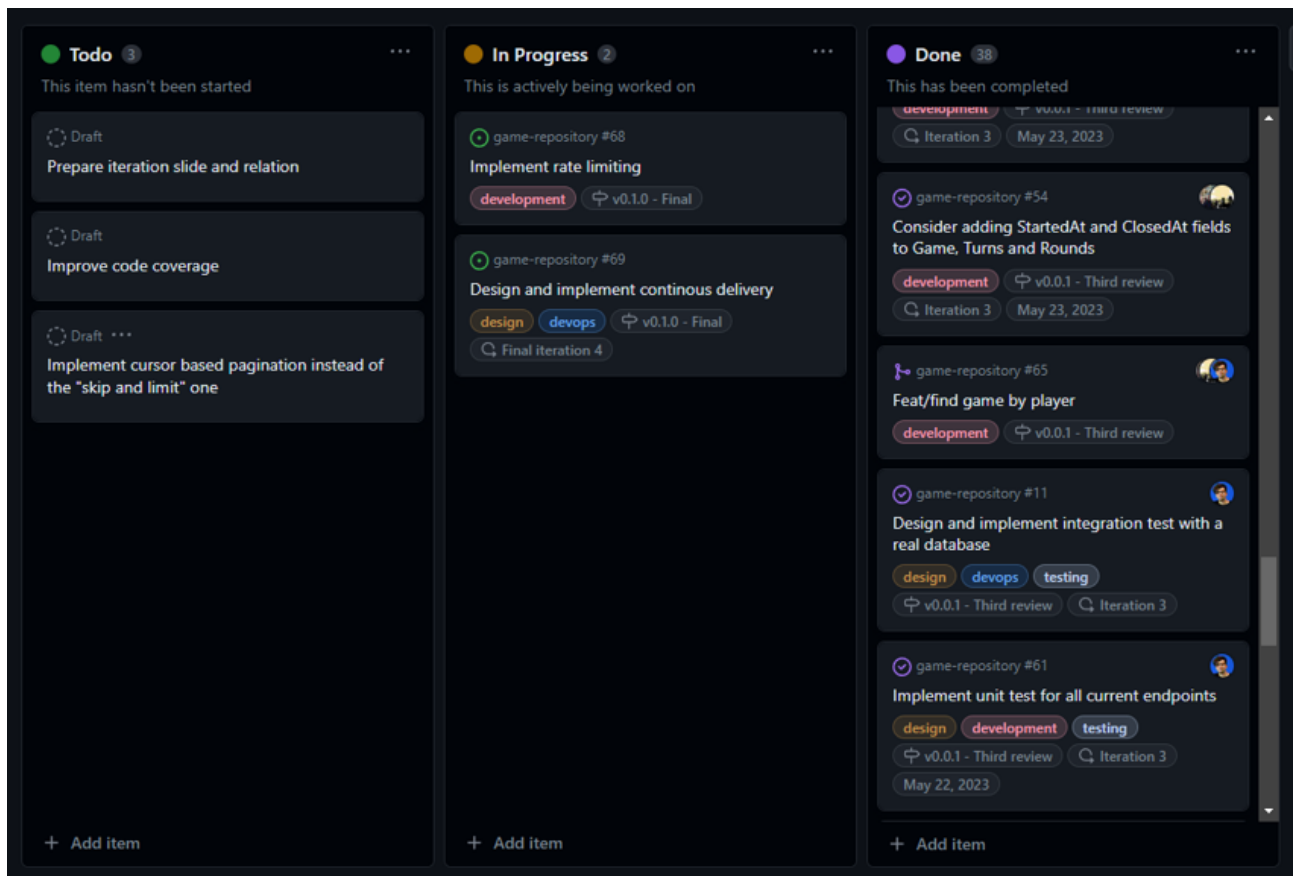 Todo 3
This item hasn't been started
Draft
Prepare iteration slide and relation
Draft
Improve code coverage
Draft
Implement cursor based pagination instead of
the "skip and limit" one
+ Add item
In Progress 2
This is actively being worked on
game-repository #68
Implement rate limiting
development v0.1.0 - Final
game-repository #69
Design and implement continous delivery
design devops v0.1.0 - Final
Final iteration 4
+ Add item
Done 38
This has been completed
development v0.0.1 - Third review
Iteration 3 May 23, 2023
game-repository #54
Consider adding StartedAt and ClosedAt fields
to Game, Turns and Rounds
development v0.0.1 - Third review
Iteration 3 May 23, 2023
game-repository #65
Feat/find game by player
development v0.0.1 - Third review
game-repository #11
Design and implement integration test with a
real database
design devops testing
v0.0.1 - Third review Iteration 3
game-repository #61
Implement unit test for all current endpoints
design development testing
v0.0.1 - Third review Iteration 3
May 22, 2023
+ Add item